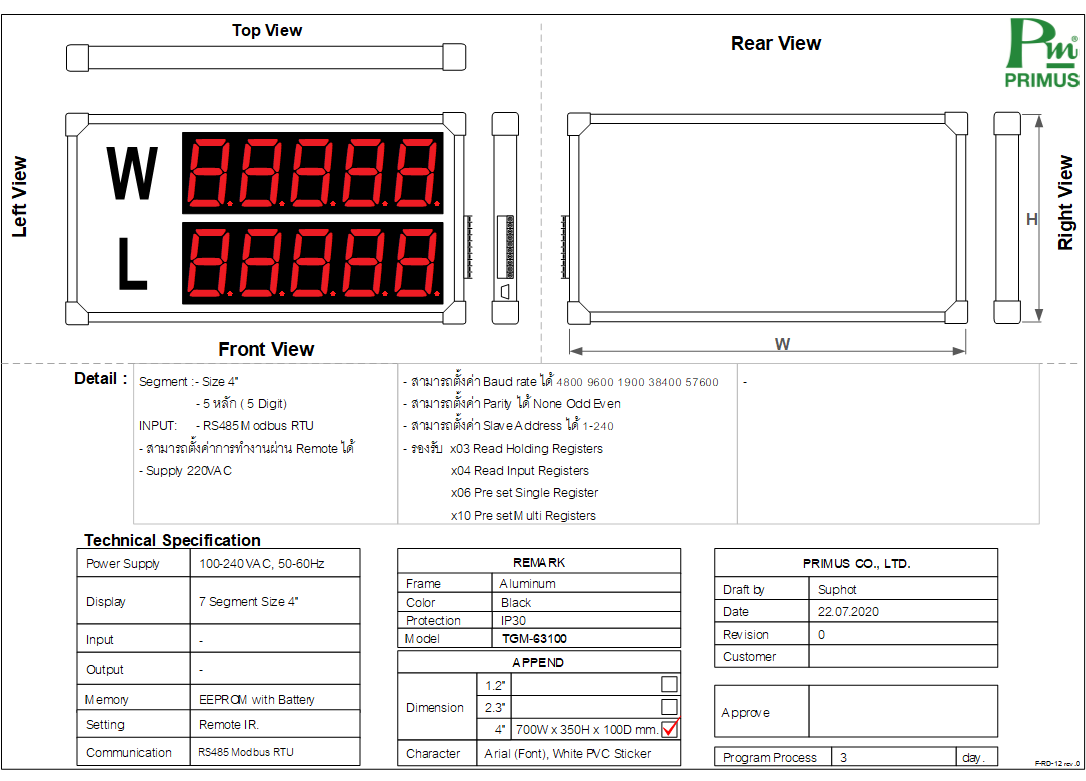 Top View
Rear View
Pm®
PRIMUS
Left View
W
88888
L
88888
H
Right View
Front View
W
Detail :
Segment :- Size 4"
- 5 หลัก ( 5 Digit)
INPUT: - RS485 Modbus RTU
- สามารถตั้งค่าการทำงานผ่าน Remote ได้
- Supply 220VAC
- สามารถตั้งค่า Baud rate ได้ 4800 9600 1900 38400 57600
- สามารถตั้งค่า Parity ได้ None Odd Even
- สามารถตั้งค่า Slave Address ได้ 1-240
- รองรับ x03 Read Holding Registers
x04 Read Input Registers
x06 Pre set Single Register
x10 Pre set Multi Registers
-
Technical Specification
Power Supply 100-240VAC, 50-60Hz
Display 7 Segment Size 4"
Input -
Output -
Memory EEPROM with Battery
Setting Remote IR.
Communication RS485 Modbus RTU
REMARK
Frame Aluminum
Color Black
Protection IP30
Model TGM-63100
APPEND
Dimension
1.2"
2.3"
4" 700W x 350H x 100D mm.
Character Arial (Font), White PVC Sticker
PRIMUS CO., LTD.
Draft by Suphot
Date 22.07.2020
Revision 0
Customer
Approve
Program Process 3 day.
F-RD-12 rev.0